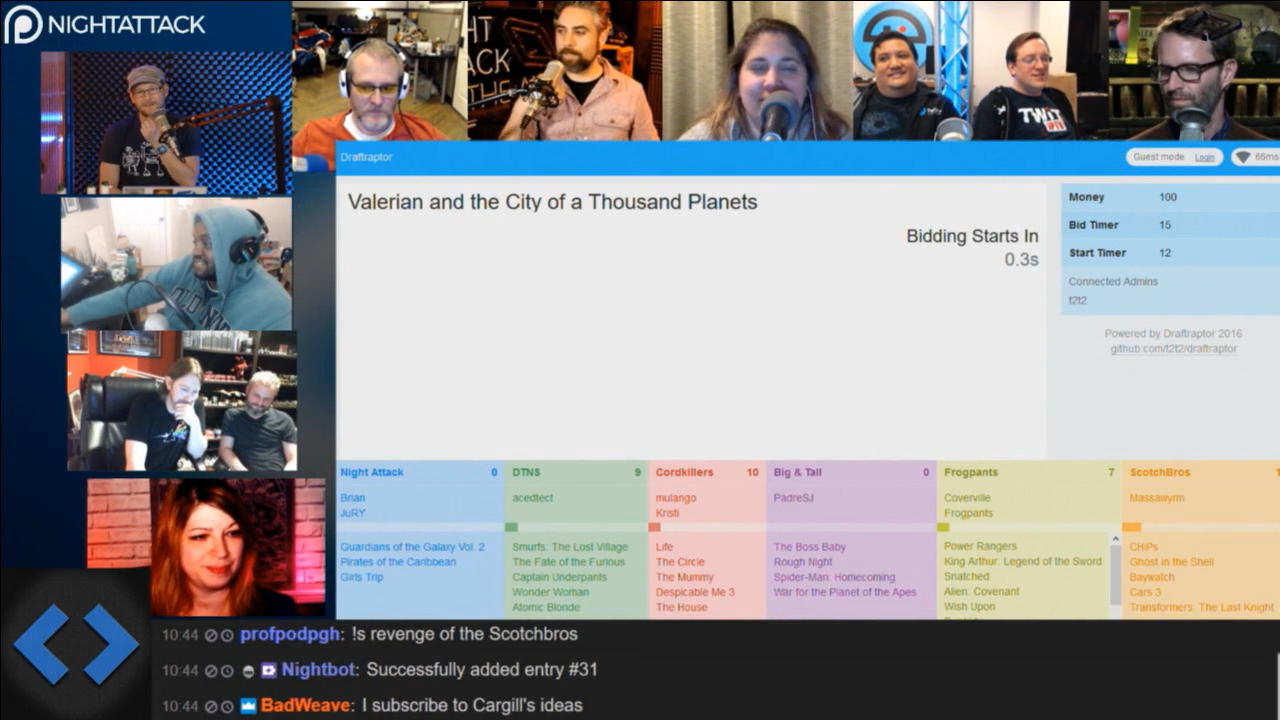 NIGHTATTACK
Draftraptor
Guest mode Login
66ms
Valerian and the City of a Thousand Planets
Bidding Starts In
0.3s
Money 100
Bid Timer 15
Start Timer 12
Connected Admins
t2t2
Powered by Draftraptor 2016
github.com/t2t2/draftraptor
TWiT
Night Attack 0
Brian
JuRY
Guardians of the Galaxy Vol. 2
Pirates of the Caribbean
Girls Trip
DTNS 9
acedtect
Smurfs: The Lost Village
The Fate of the Furious
Captain Underpants
Wonder Woman
Atomic Blonde
Cordkillers 10
mulango
Kristi
Life
The Circle
The Mummy
Despicable Me 3
The House
Big & Tall 0
PadreSJ
The Boss Baby
Rough Night
Spider-Man: Homecoming
War for the Planet of the Apes
Frogpants 7
Coverville
Frogpants
Power Rangers
King Arthur: Legend of the Sword
Snatched
Alien: Covenant
Wish Upon
ScotchBros
Massawyrm
CHiPs
Ghost in the Shell
Baywatch
Cars 3
Transformers: The Last Knight
10:44 profpodpgh: !s revenge of the Scotchbros
10:44 Nightbot: Successfully added entry #31
10:44 BadWeave: I subscribe to Cargill's ideas